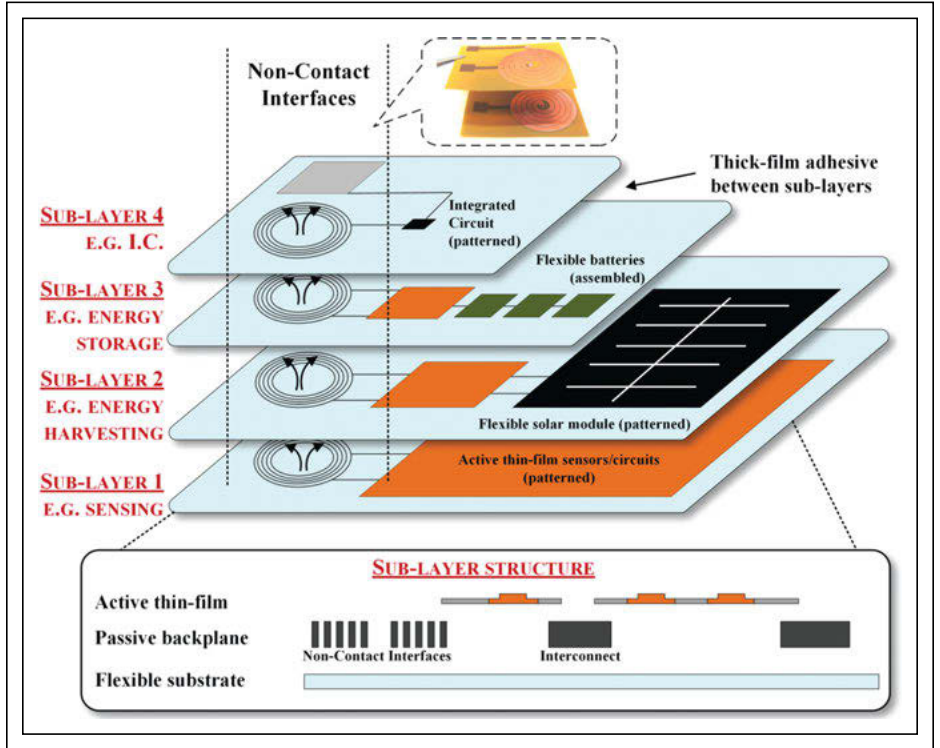 Non-Contact
Interfaces
Thick-film adhesive
between sub-layers
SUB-LAYER 4
E.G. I.C.
Integrated
Circuit
(patterned)
SUB-LAYER 3
E.G. ENERGY
STORAGE
Flexible batteries
(assembled)
SUB-LAYER 2
E.G. ENERGY
HARVESTING
Flexible solar module (patterned)
SUB-LAYER 1
E.G. SENSING
Active thin-film sensors/circuits
(patterned)
SUB-LAYER STRUCTURE
Active thin-film
Passive backplane
Non-Contact Interfaces
Interconnect
Flexible substrate